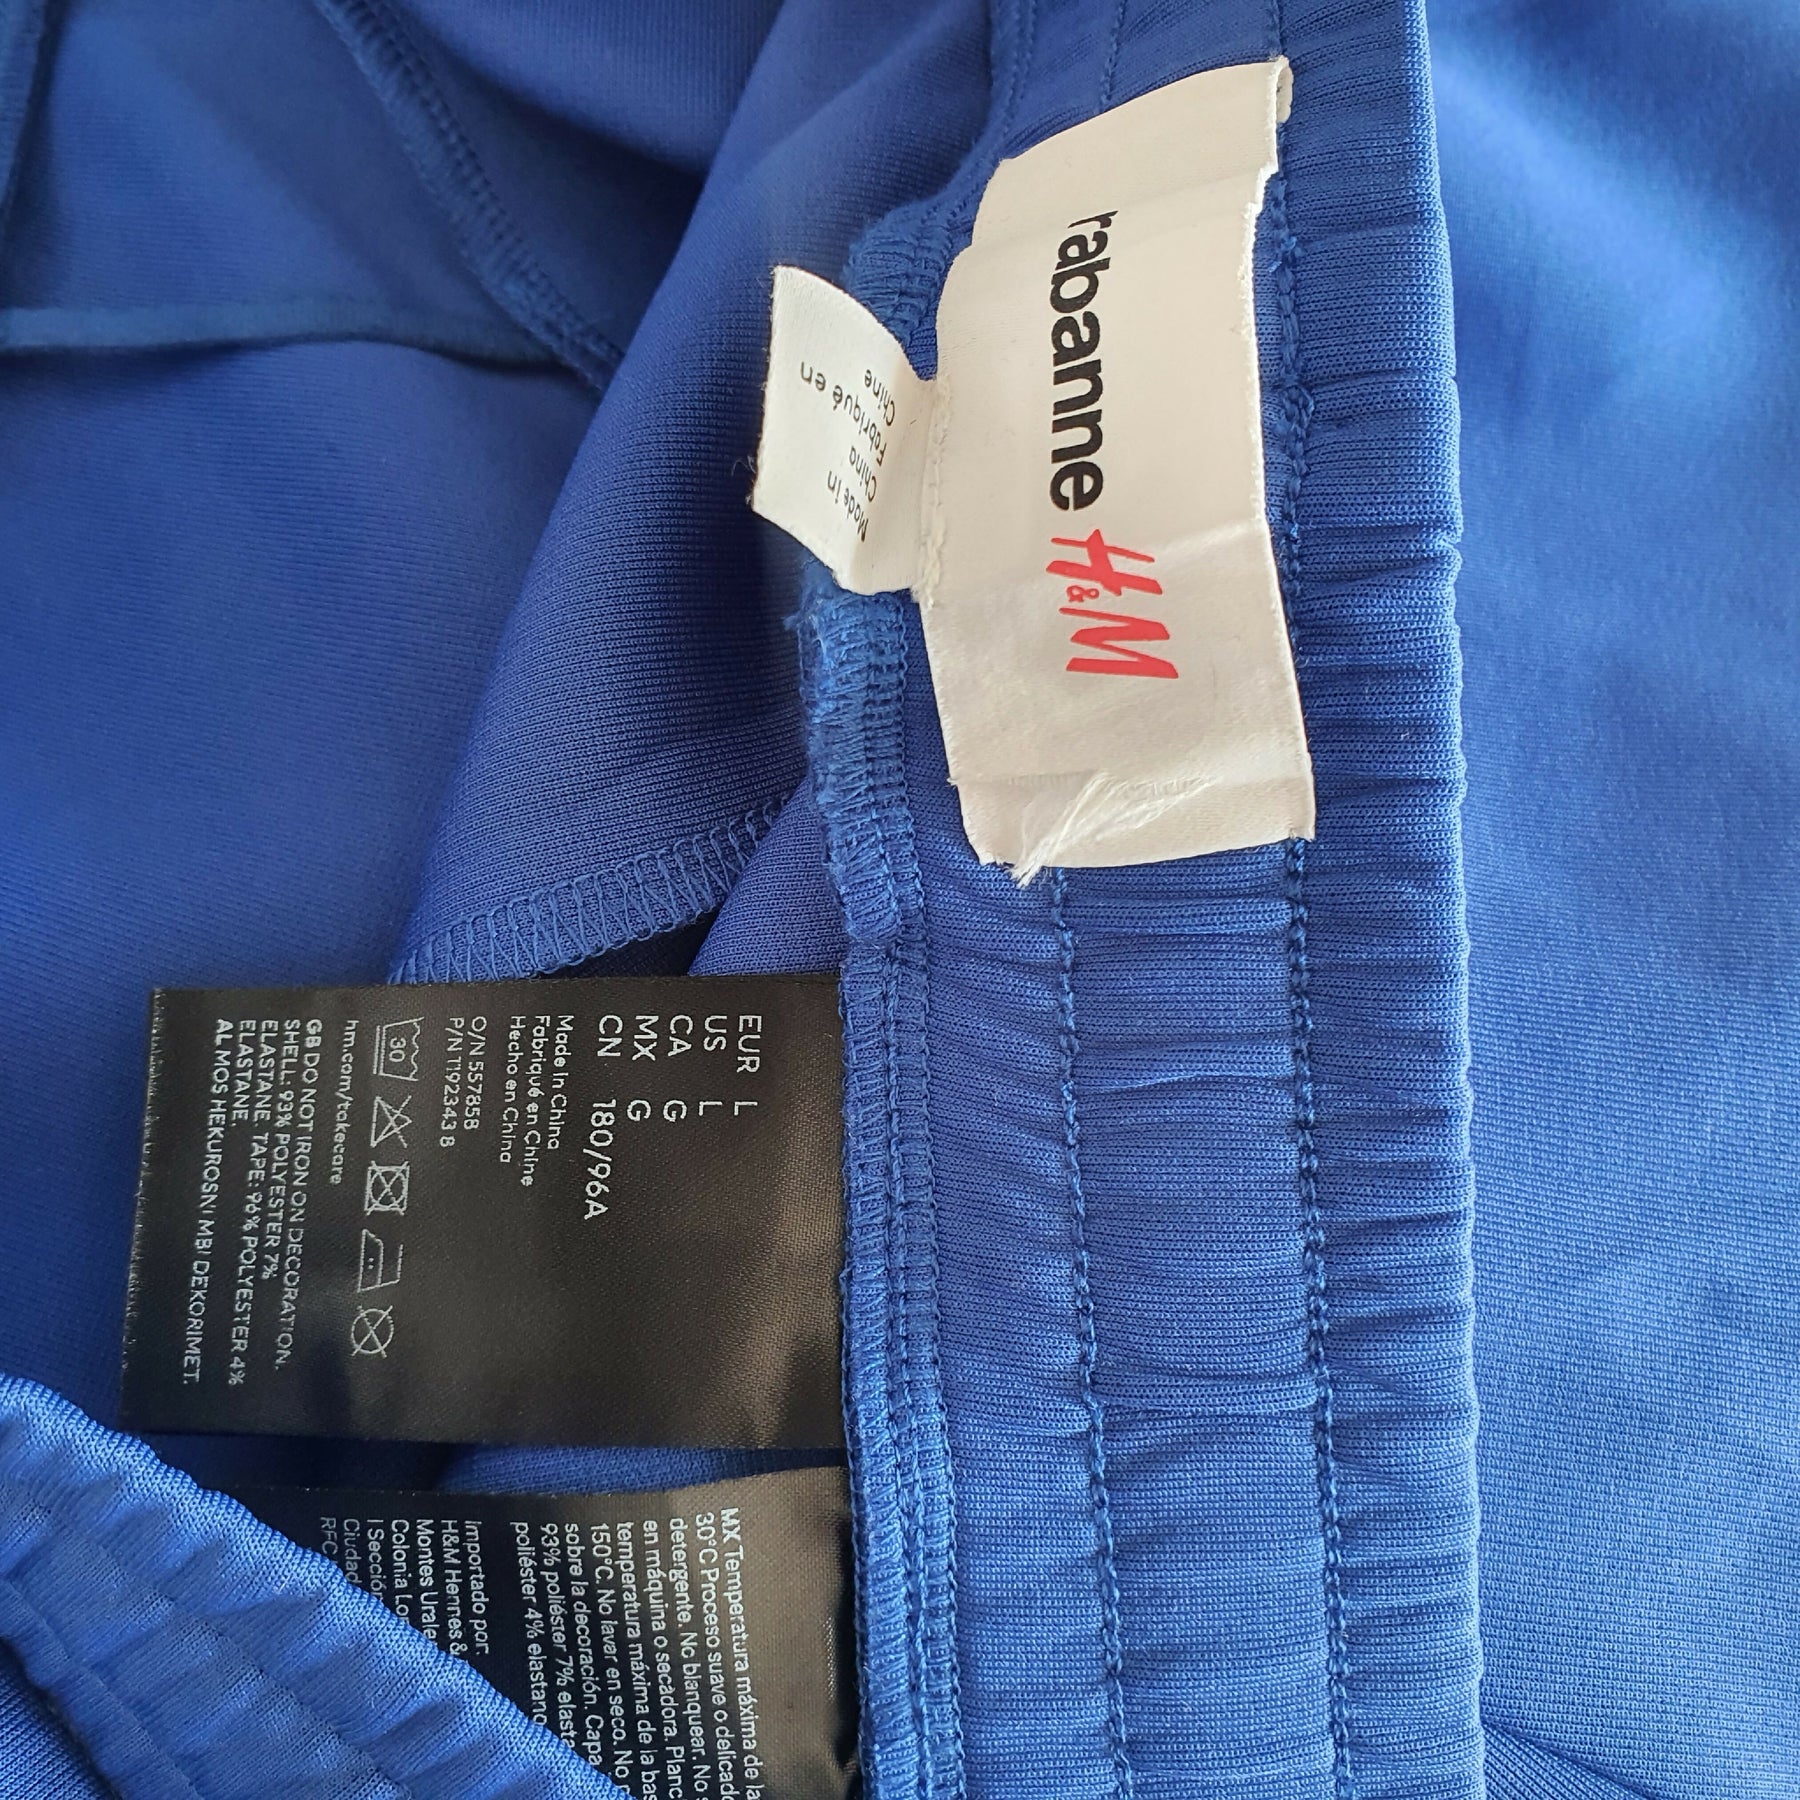 rabanne H&M
Made in
China
Fabriqué en
Chine
EUR L
US L
CA G
MX G
CN 180/96A
Made in China
Fabriqué en Chine
Hecho en China
O/N 557858
P/N 1192343 8
30
hm.com/takecare
GB DO NOT IRON ON DECORATION.
SHELL: 93% POLYESTER 7%
ELASTANE. TAPE: 96% POLYESTER 4%
ELASTANE.
AL MOS HEKUROSNI MBI DEKORIMET.
MX Temperatura máxima de la
30°C Proceso suave o delicado
detergente. No blanquear. No
en máquina o secadora. Planc
temperatura máxima de la bas
150°C. No lavar en seco. No
sobre la decoración. Capa
93% poliéster 7% elasta
poliéster 4% elastano
Importado por:
H&M Hennes &
Montes Urale
Colonia Lo
I Secció
Ciudad
RFC